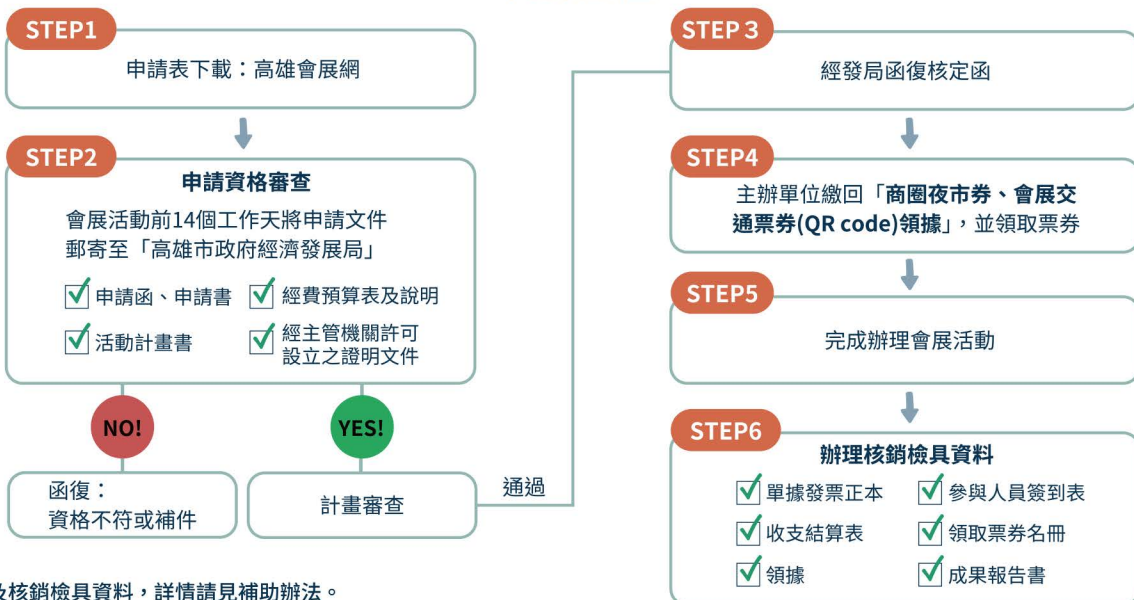 STEP1
申請表下載：高雄會展網
STEP2
申請資格審查
會展活動前14個工作天將申請文件
郵寄至「高雄市政府經濟發展局」
申請函、申請書
經費預算表及說明
活動計畫書
經主管機關許可
設立之證明文件
NO!
YES!
函復：
資格不符或補件
計畫審查
通過
STEP 3
經發局函復核定函
STEP4
主辦單位繳回「商圈夜市券、會展交
通票券(QR code)領據」，並領取票券
STEP5
完成辦理會展活動
STEP6
辦理核銷檢具資料
單據發票正本
參與人員簽到表
收支結算表
領取票券名冊
領據
成果報告書
及核銷檢具資料，詳情請見補助辦法。